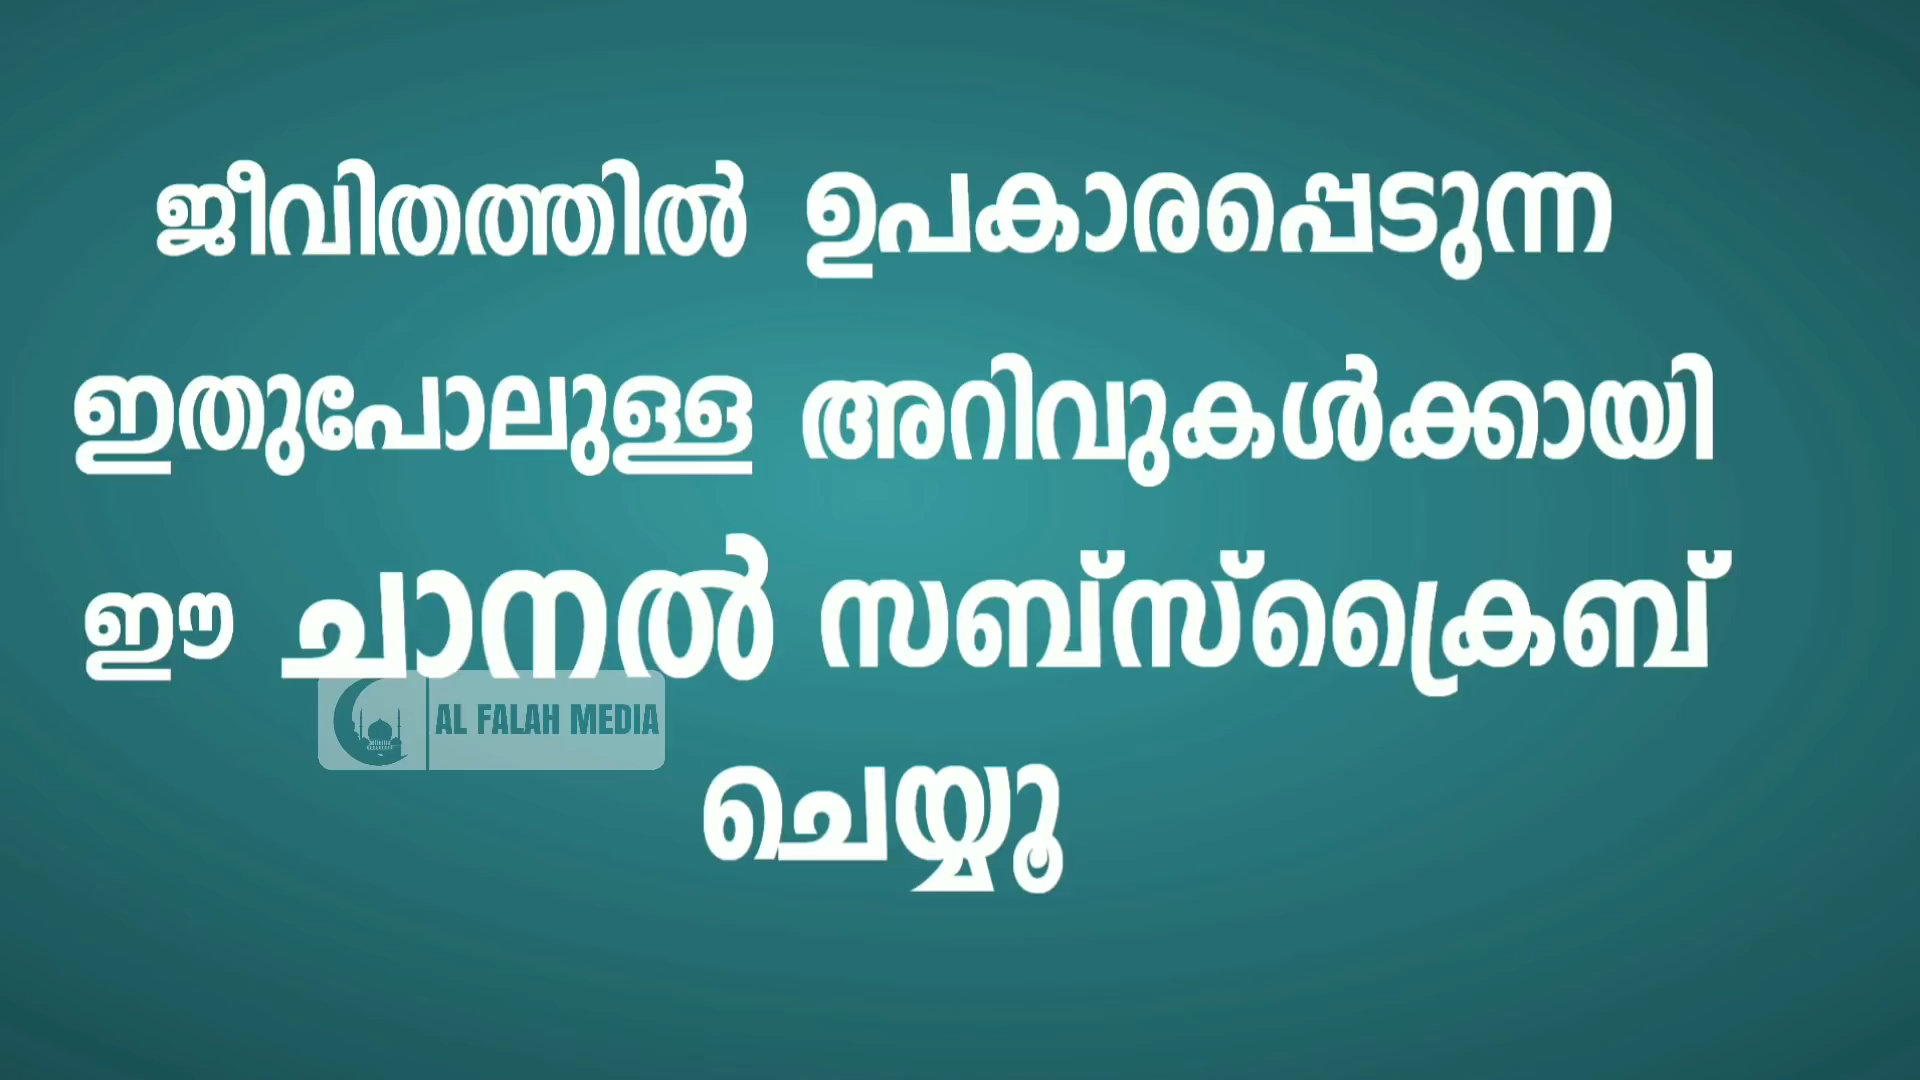 ജീവിതത്തിൽ ഉപകാരപ്പെടുന്ന
ഇതുപോലുള്ള അറിവുകൾക്കായി
ഈ ചാനൽ സബ്സ്ക്രൈബ്
AL FALAH MEDIA
ചെയ്യൂ